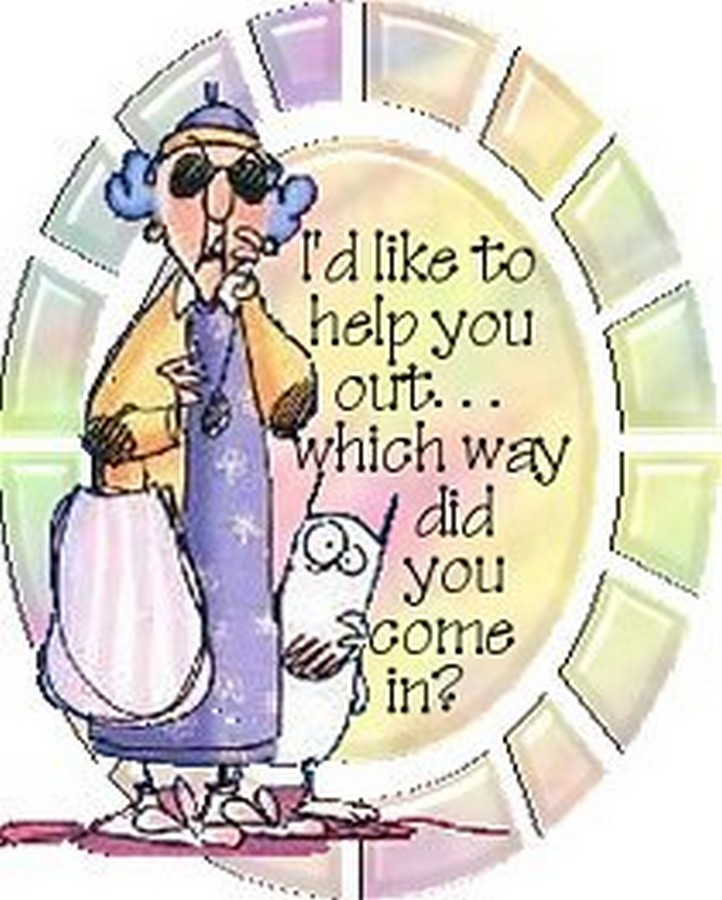 I'd like to
help you
out...
which way
did
you
come
in?